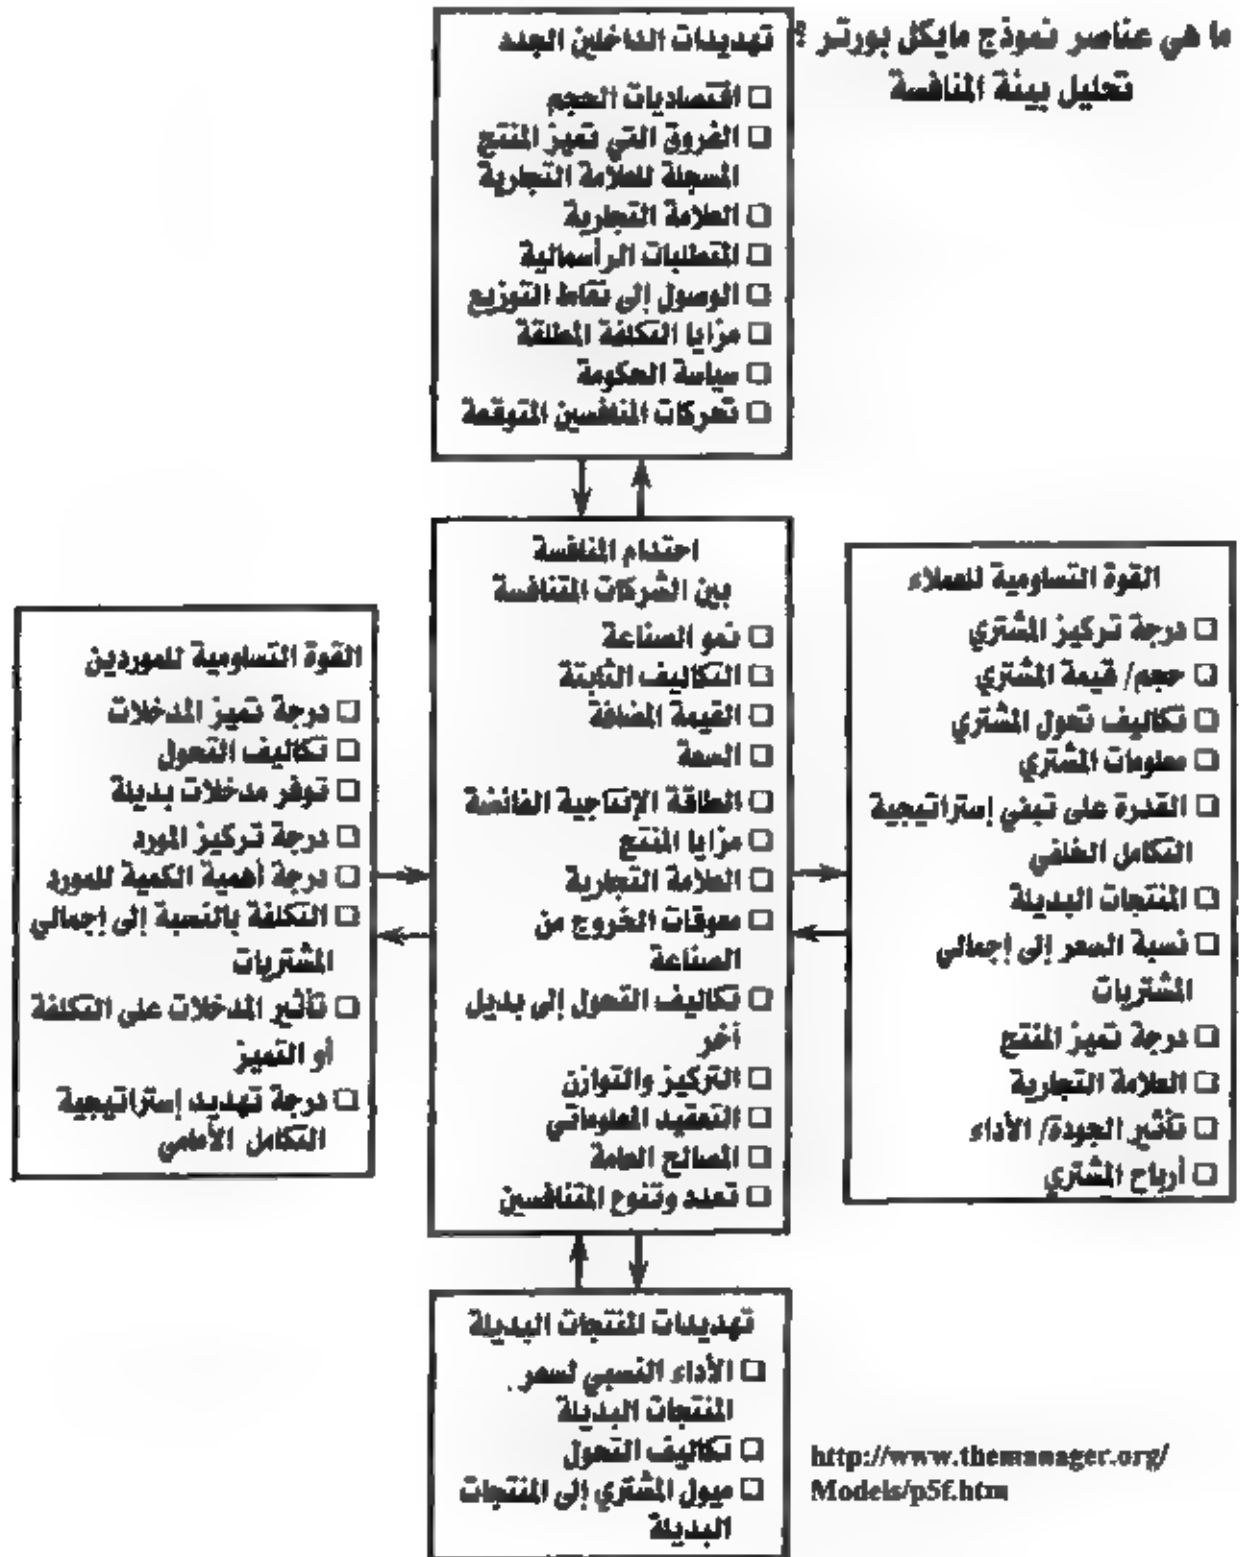 ما هي عناصر نموذج مايكل بورتر ؟
تحليل بيئة المنافسة
تهديدات الداخلين الجدد
❑ اقتصاديات الحجم
❑ الفروق التي تميز المنتج
المسجلة للعلامة التجارية
❑ العلامة التجارية
❑ المتطلبات الرأسمالية
❑ الوصول إلى نقاط التوزيع
❑ مزايا التكلفة المطلقة
❑ سياسة الحكومة
❑ تحركات المنافسين المتوقعة
القوة التساومية للعملاء
❑ درجة تركيز المشتري
❑ حجم/ قيمة المشتري
❑ تكاليف تحول المشتري
❑ معلومات المشتري
❑ القدرة على تبني إستراتيجية
التكامل الخلفي
❑ المنتجات البديلة
❑ نسبة السعر إلى إجمالي
المشتريات
❑ درجة تميز المنتج
❑ العلامة التجارية
❑ تأثير الجودة/ الأداء
❑ أرباح المشتري
احتدام المنافسة
بين الشركات المتنافسة
❑ نمو الصناعة
❑ التكاليف الثابتة
❑ القيمة المضافة
❑ السعة
❑ الطاقة الإنتاجية الفائضة
❑ مزايا المنتج
❑ العلامة التجارية
❑ معوقات الخروج من
الصناعة
❑ تكاليف التحول إلى بديل
آخر
❑ التركيز والتوازن
❑ التعقيد المعلوماتي
❑ المصالح العامة
❑ تعدد وتنوع المتنافسين
القوة التساومية للموردين
❑ درجة تميز المدخلات
❑ تكاليف التحول
❑ توفر مدخلات بديلة
❑ درجة تركيز المورد
❑ درجة أهمية الكمية للمورد
❑ التكلفة بالنسبة إلى إجمالي
المشتريات
❑ تأثير المدخلات على التكلفة
أو التميز
❑ درجة تهديد إستراتيجية
التكامل الأمامي
تهديدات المنتجات البديلة
❑ الأداء النسبي لسعر
المنتجات البديلة
❑ تكاليف التحول
❑ ميول المشتري إلى المنتجات
البديلة
http://www.themanager.org/
Models/p5f.htm